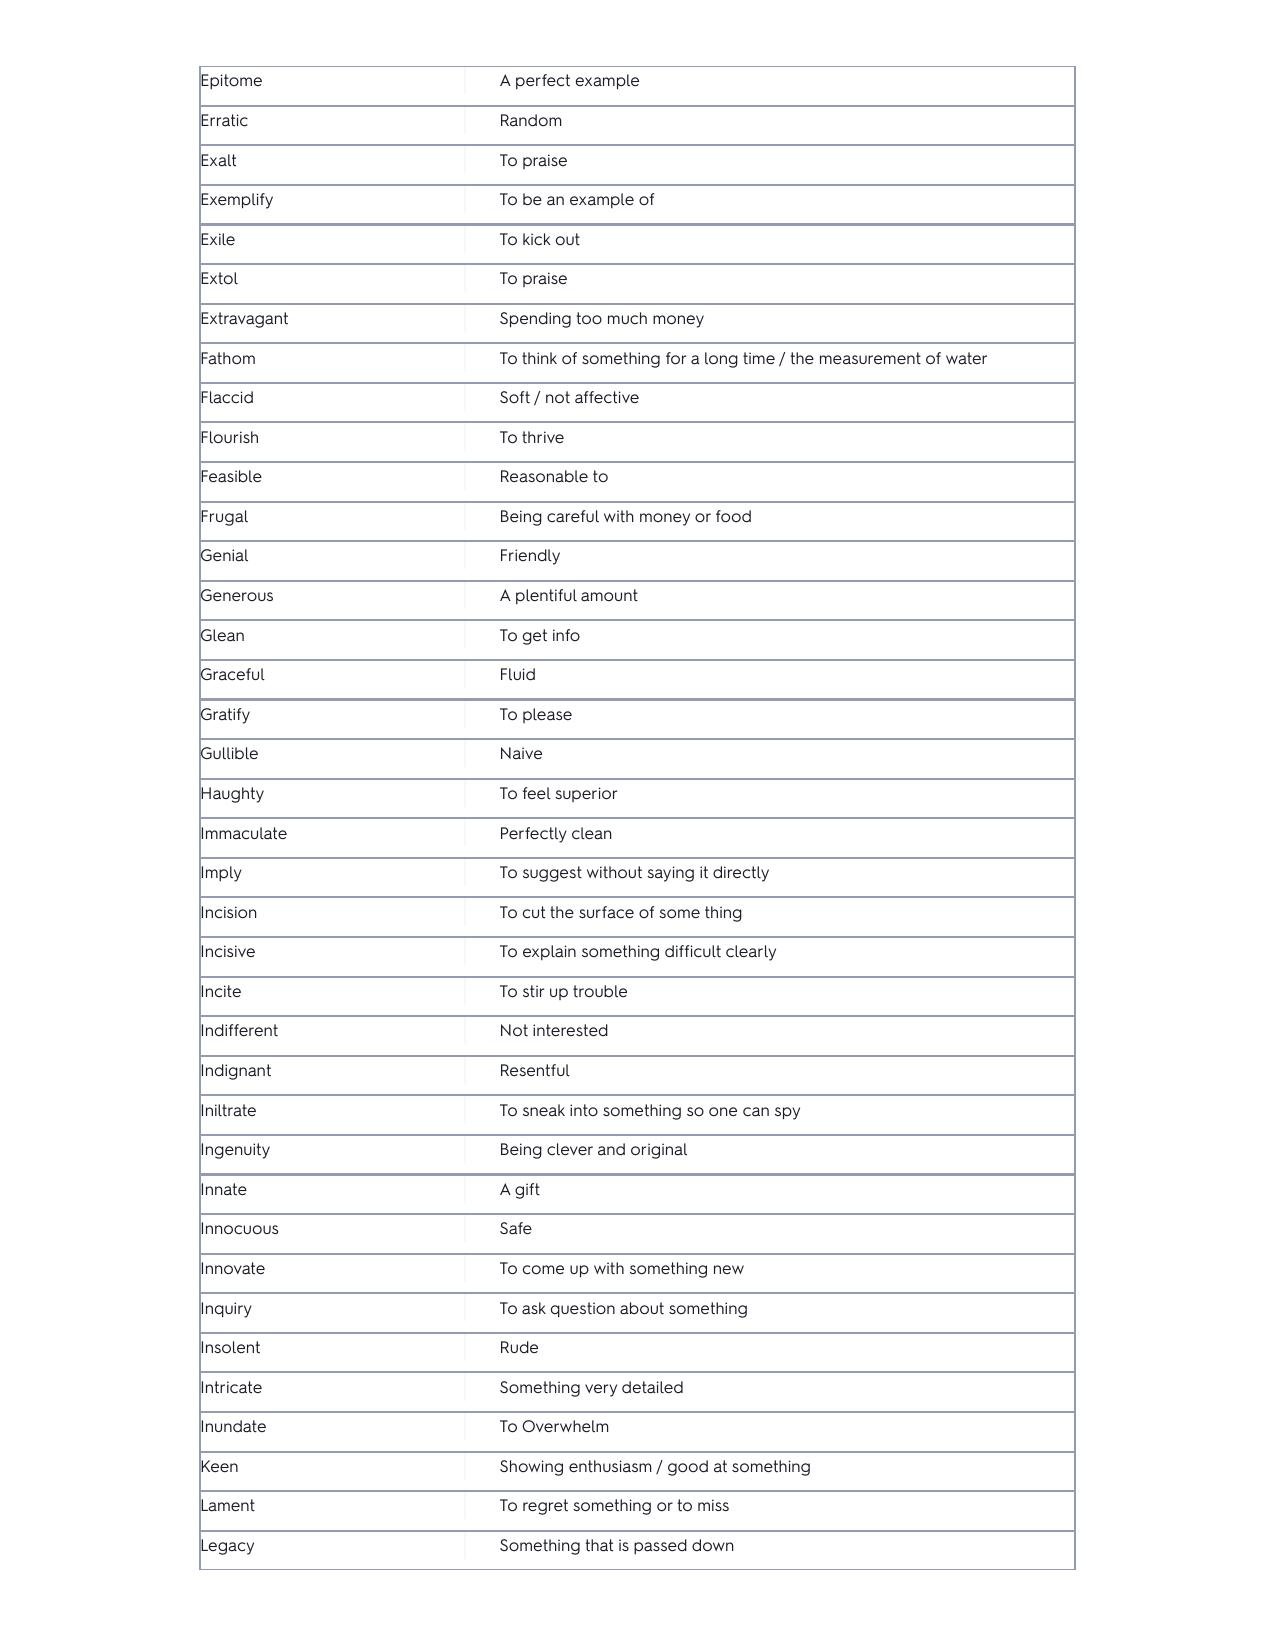 Epitome A perfect example
Erratic Random
Exalt To praise
Exemplify To be an example of
Exile To kick out
Extol To praise
Extravagant Spending too much money
Fathom To think of something for a long time / the measurement of water
Flaccid Soft / not affective
Flourish To thrive
Feasible Reasonable to
Frugal Being careful with money or food
Genial Friendly
Generous A plentiful amount
Glean To get info
Graceful Fluid
Gratify To please
Gullible Naive
Haughty To feel superior
Immaculate Perfectly clean
Imply To suggest without saying it directly
Incision To cut the surface of some thing
Incisive To explain something difficult clearly
Incite To stir up trouble
Indifferent Not interested
Indignant Resentful
Iniltrate To sneak into something so one can spy
Ingenuity Being clever and original
Innate A gift
Innocuous Safe
Innovate To come up with something new
Inquiry To ask question about something
Insolent Rude
Intricate Something very detailed
Inundate To Overwhelm
Keen Showing enthusiasm / good at something
Lament To regret something or to miss
Legacy Something that is passed down